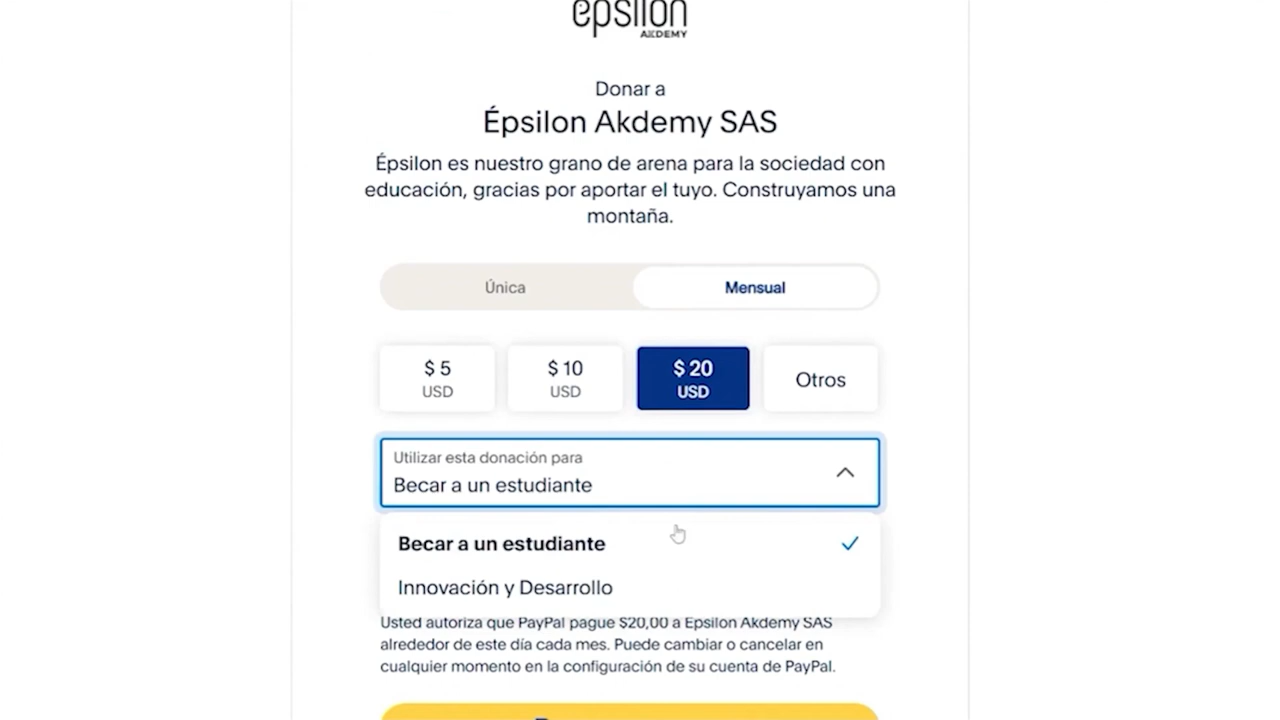 épsilon
AKDEMY
Donar a
Épsilon Akdemy SAS
Épsilon es nuestro grano de arena para la sociedad con
educación, gracias por aportar el tuyo. Construyamos una
montaña.
Única
Mensual
$ 5
USD
$ 10
USD
$ 20
USD
Otros
Utilizar esta donación para
Becar a un estudiante
Becar a un estudiante
Innovación y Desarrollo
Usted autoriza que PayPal pague $20,00 a Épsilon Akdemy SAS
alrededor de este día cada mes. Puede cambiar o cancelar en
cualquier momento en la configuración de su cuenta de PayPal.